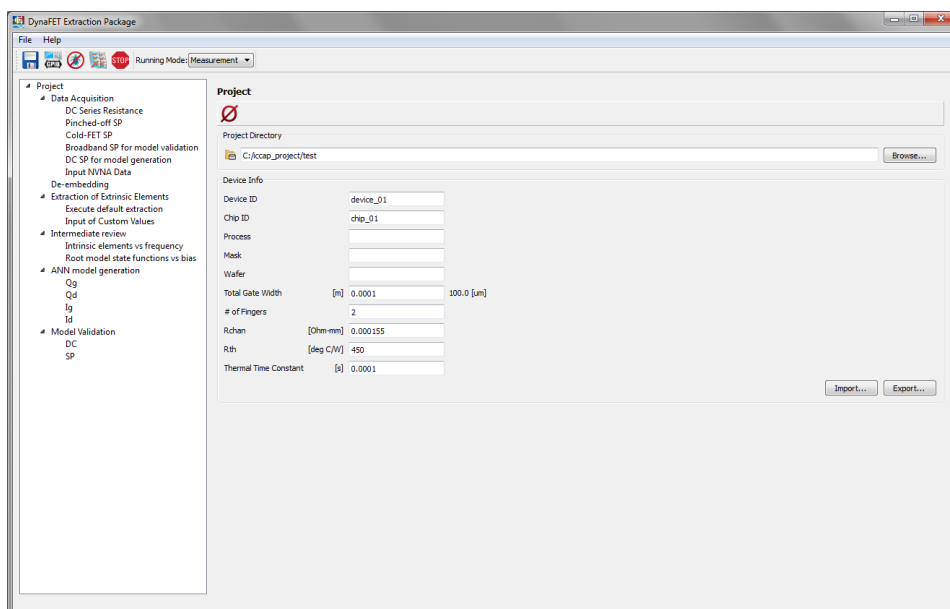 DynaFET Extraction Package
File Help
GPIB STOP Running Mode: Measurement
Project
Data Acquisition
DC Series Resistance
Pinched-off SP
Cold-FET SP
Broadband SP for model validation
DC SP for model generation
Input NVNA Data
De-embedding
Extraction of Extrinsic Elements
Execute default extraction
Input of Custom Values
Intermediate review
Intrinsic elements vs frequency
Root model state functions vs bias
ANN model generation
Qg
Qd
Ig
Id
Model Validation
DC
SP
Project
Project Directory
C:/iccap_project/test Browse...
Device Info
Device ID device_01
Chip ID chip_01
Process
Mask
Wafer
Total Gate Width [m] 0.0001 100.0 [um]
# of Fingers 2
Rchan [Ohm-mm] 0.000155
Rth [deg C/W] 450
Thermal Time Constant [s] 0.0001
Import... Export...